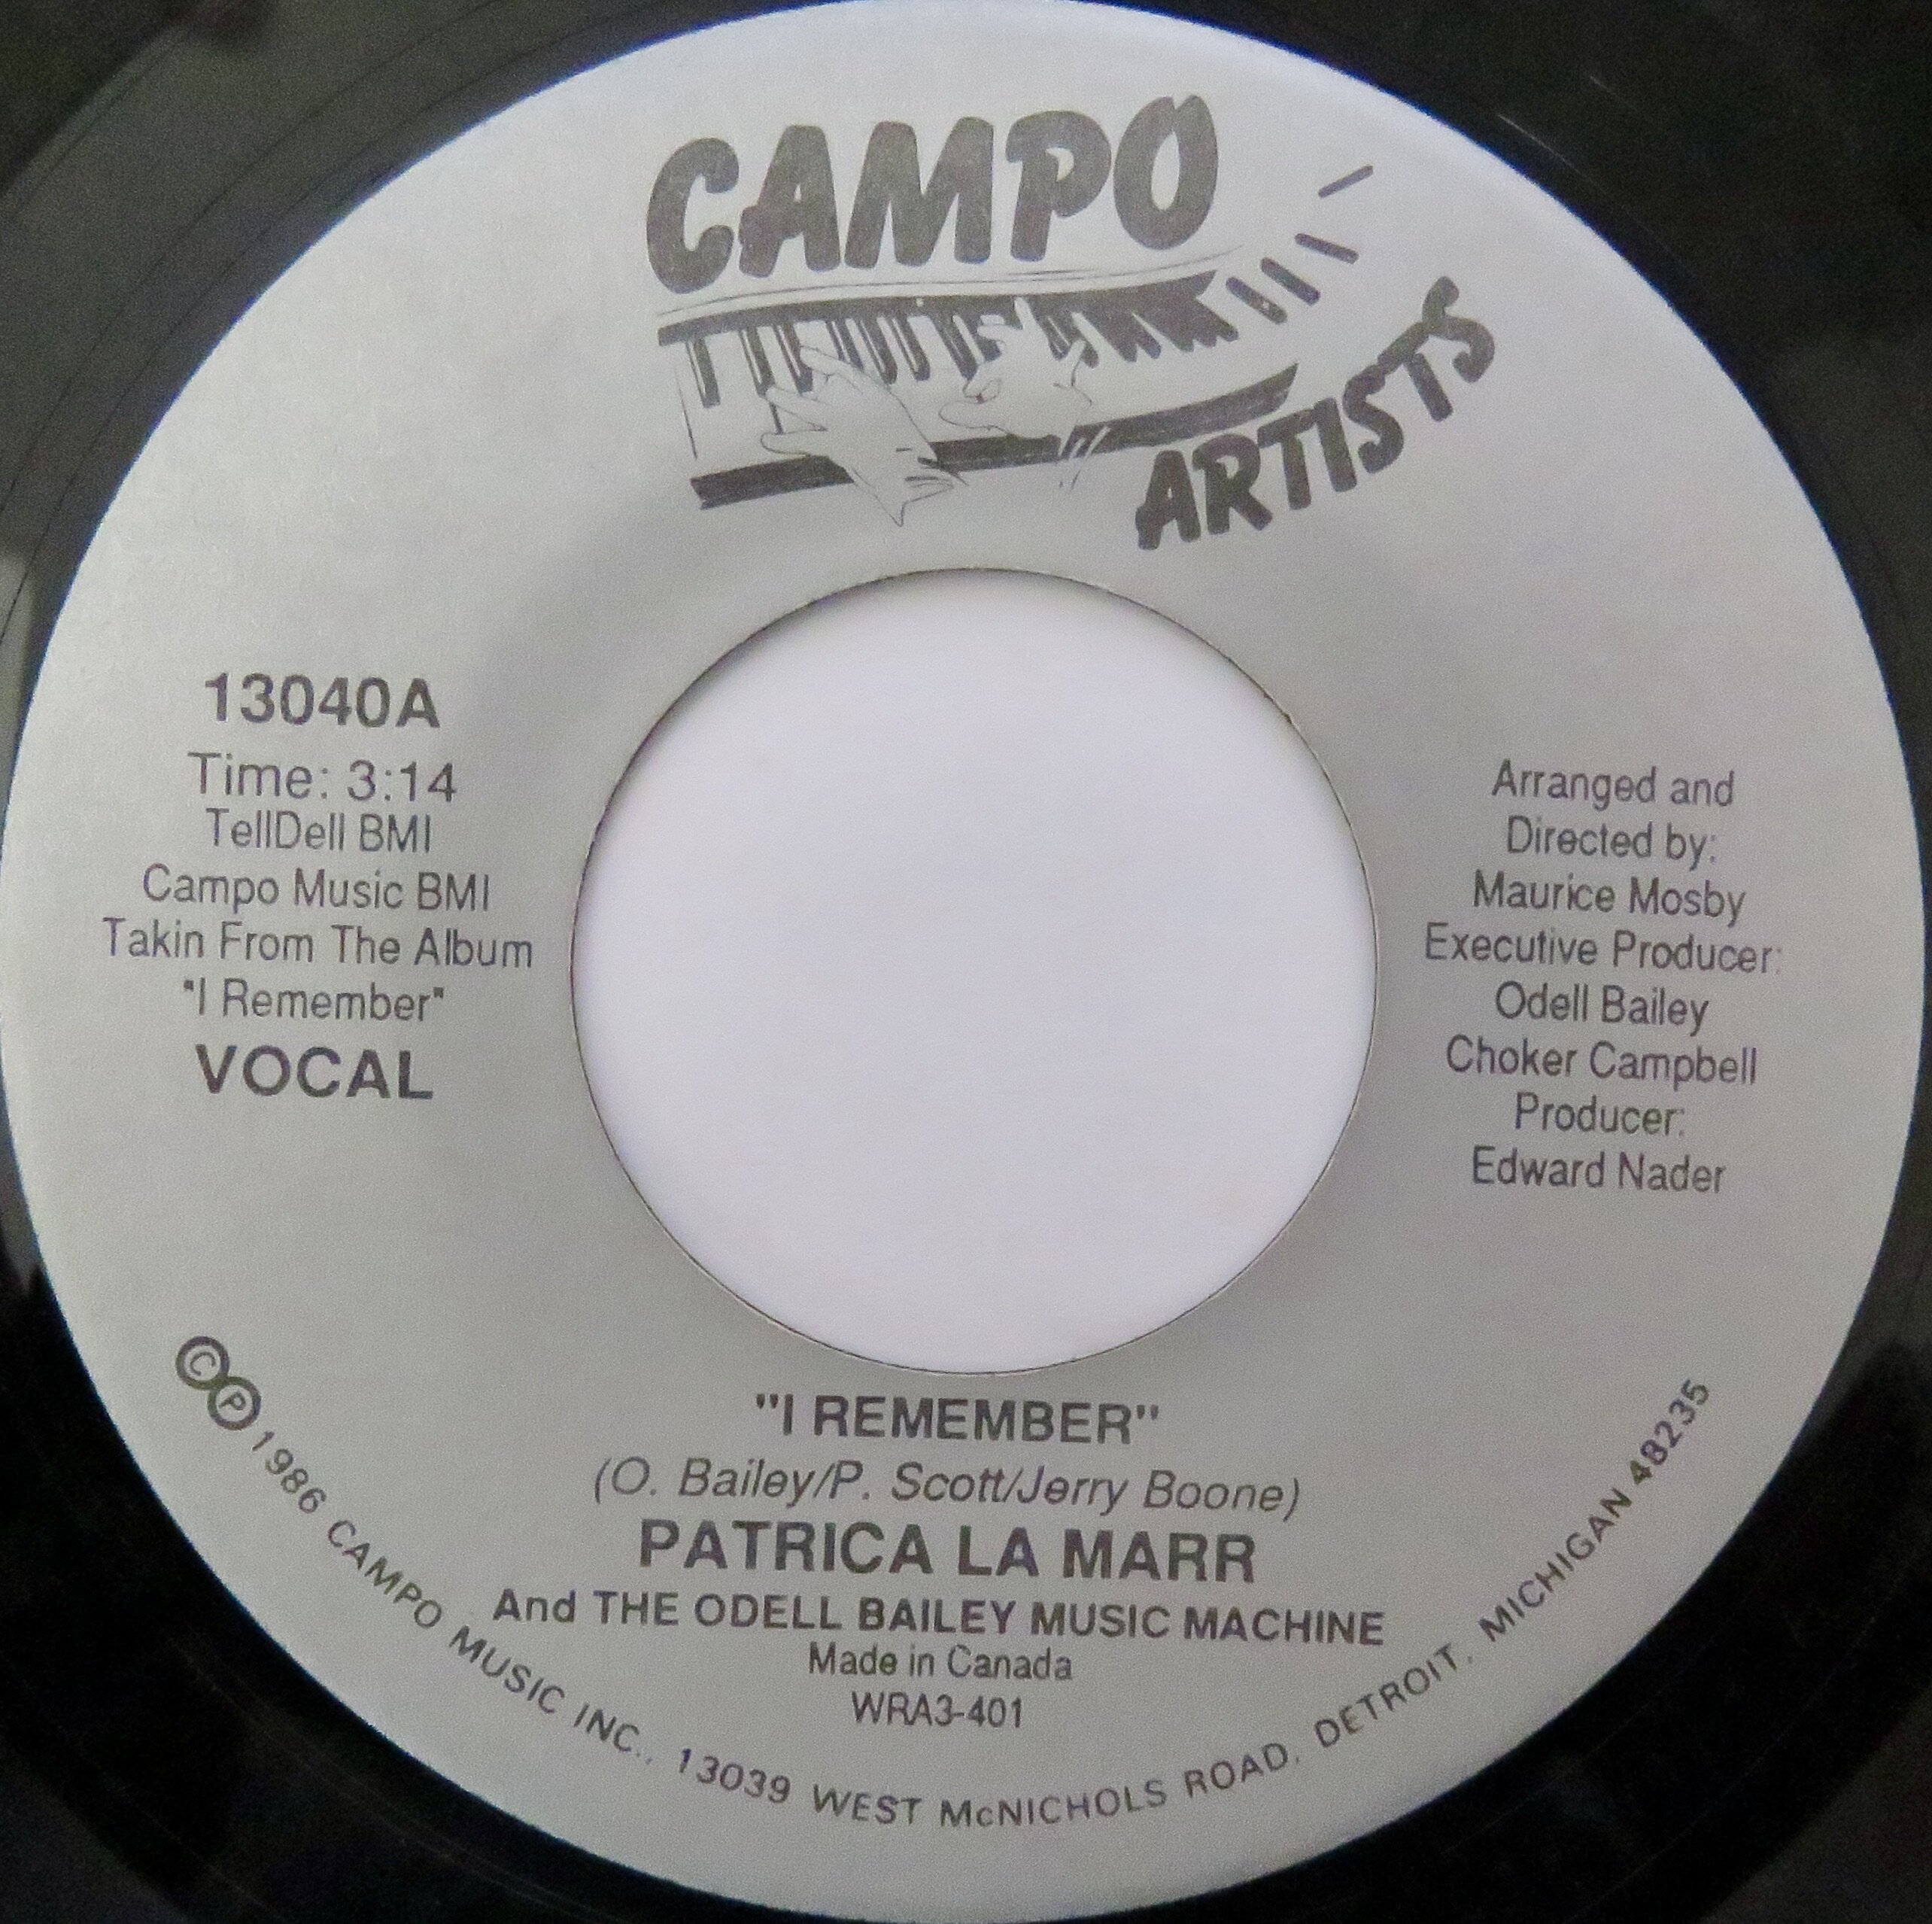 CAMPO
ARTISTS
13040A
Time: 3:14
TellDell BMI
Campo Music BMI
Takin From The Album
"I Remember"
VOCAL
Arranged and
Directed by:
Maurice Mosby
Executive Producer:
Odell Bailey
Choker Campbell
Producer:
Edward Nader
"I REMEMBER"
(O. Bailey/P. Scott/Jerry Boone)
PATRICA LA MARR
And THE ODELL BAILEY MUSIC MACHINE
Made in Canada
WRA3-401
©℗ 1986 CAMPO MUSIC INC., 13039 WEST McNICHOLS ROAD, DETROIT, MICHIGAN 48235